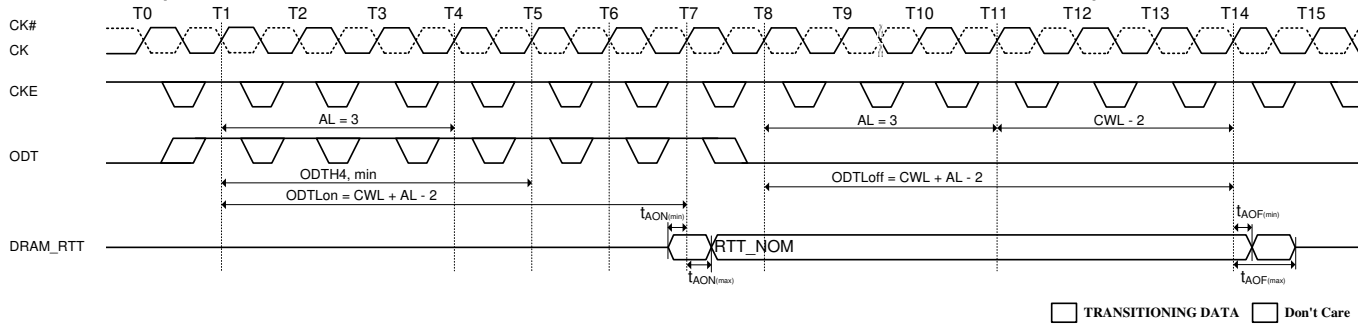 T0 T1 T2 T3 T4 T5 T6 T7 T8 T9 T10 T11 T12 T13 T14 T15
CK#
CK
CKE
AL = 3 AL = 3 CWL - 2
ODT
ODTH4, min
ODTLoff = CWL + AL - 2
ODTLon = CWL + AL - 2
tAON(min) tAOF(min)
DRAM_RTT RTT_NOM
tAON(max) tAOF(max)
TRANSITIONING DATA Don't Care